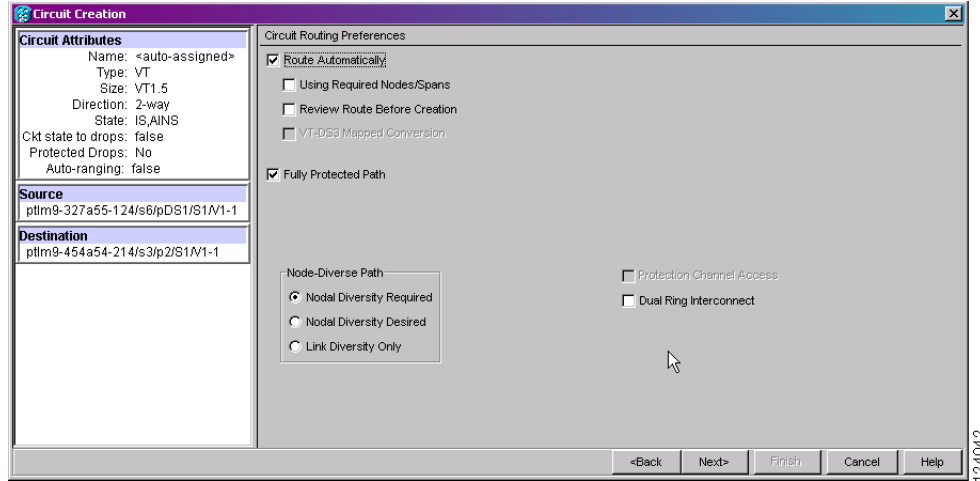 Circuit Creation
Circuit Attributes
Name: <auto-assigned>
Type: VT
Size: VT1.5
Direction: 2-way
State: IS,AINS
Ckt state to drops: false
Protected Drops: No
Auto-ranging: false
Source
ptlm9-327a55-124/s6/pDS1/S1/V1-1
Destination
ptlm9-454a54-214/s3/p2/S1/V1-1
Circuit Routing Preferences
Route Automatically
Using Required Nodes/Spans
Review Route Before Creation
VT-DS3 Mapped Conversion
Fully Protected Path
Node-Diverse Path
Nodal Diversity Required
Nodal Diversity Desired
Link Diversity Only
Protection Channel Access
Dual Ring Interconnect
<Back
Next>
Finish
Cancel
Help
124042